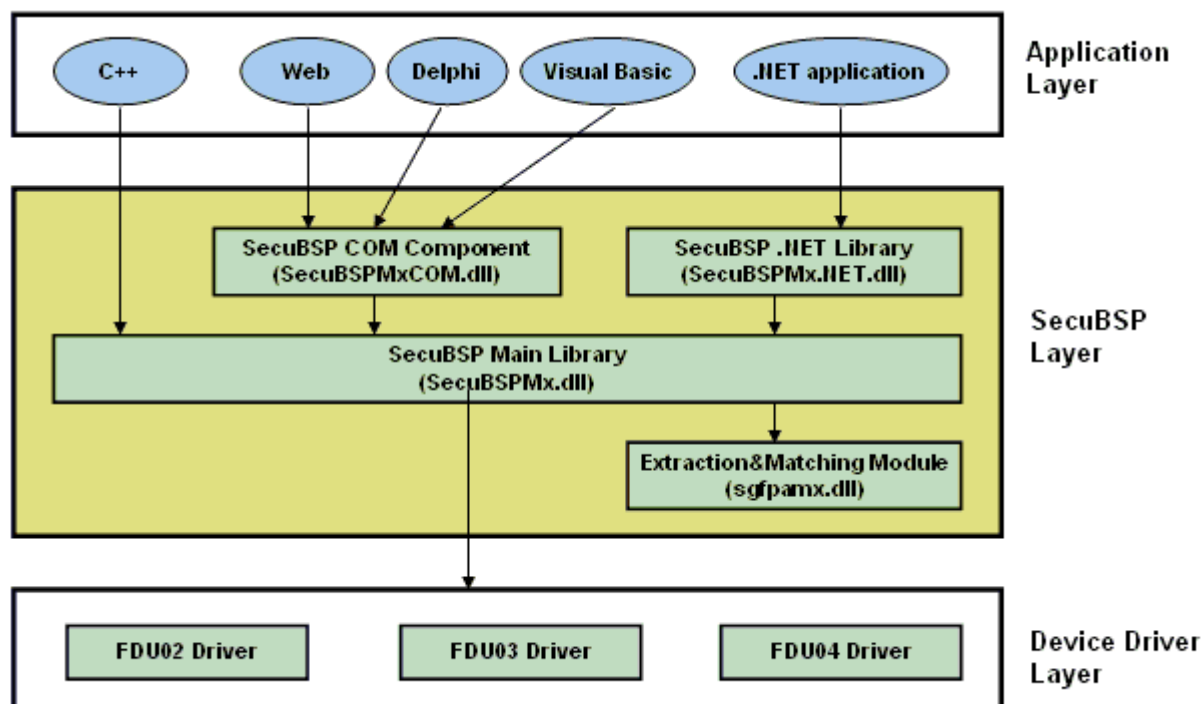 C++
Web
Delphi
Visual Basic
.NET application
Application
Layer
SecuBSP COM Component
(SecuBSPMxCOM.dll)
SecuBSP .NET Library
(SecuBSPMx.NET.dll)
SecuBSP Main Library
(SecuBSPMx.dll)
SecuBSP
Layer
Extraction&Matching Module
(sgfpamx.dll)
FDU02 Driver
FDU03 Driver
FDU04 Driver
Device Driver
Layer